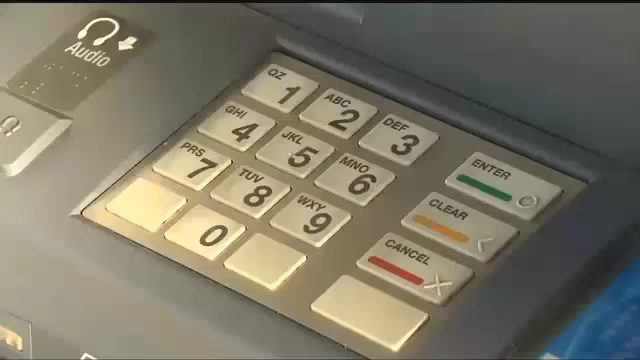 Audio
QZ
1
ABC
2
DEF
3
GHI
4
JKL
5
MNO
6
PRS
7
TUV
8
WXY
9
0
ENTER
CLEAR
CANCEL